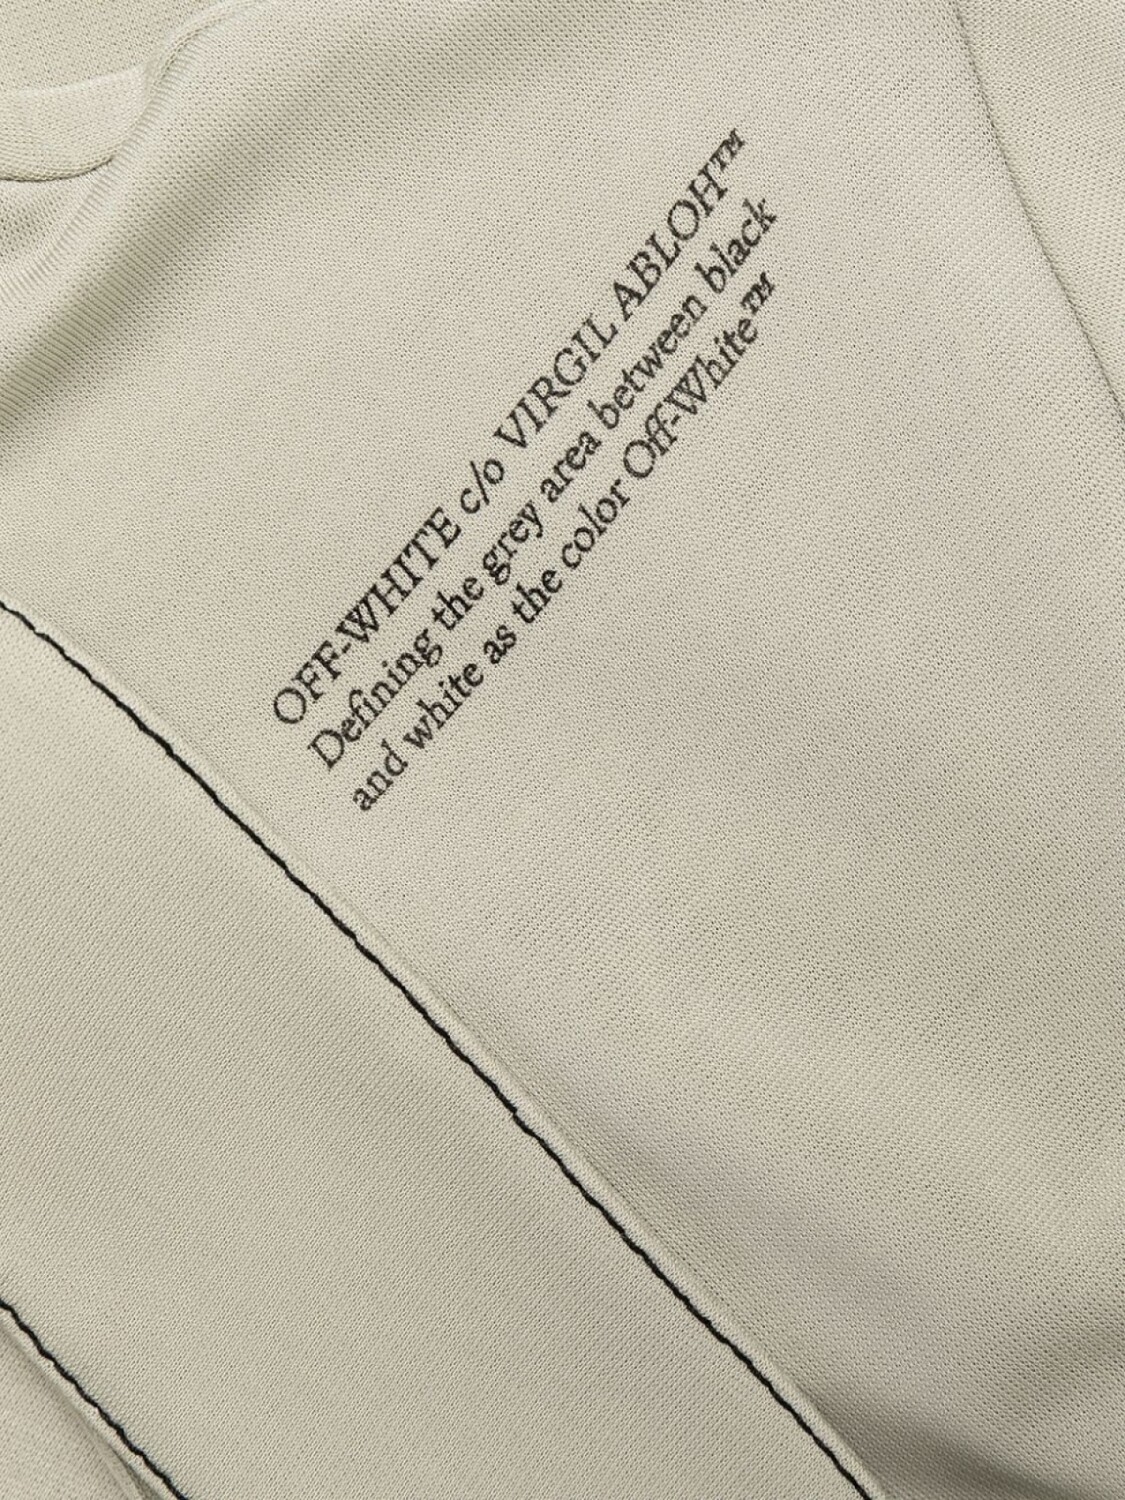 OFF-WHITE c/o VIRGIL ABLOH™
Defining the grey area between black
and white as the color Off-White™